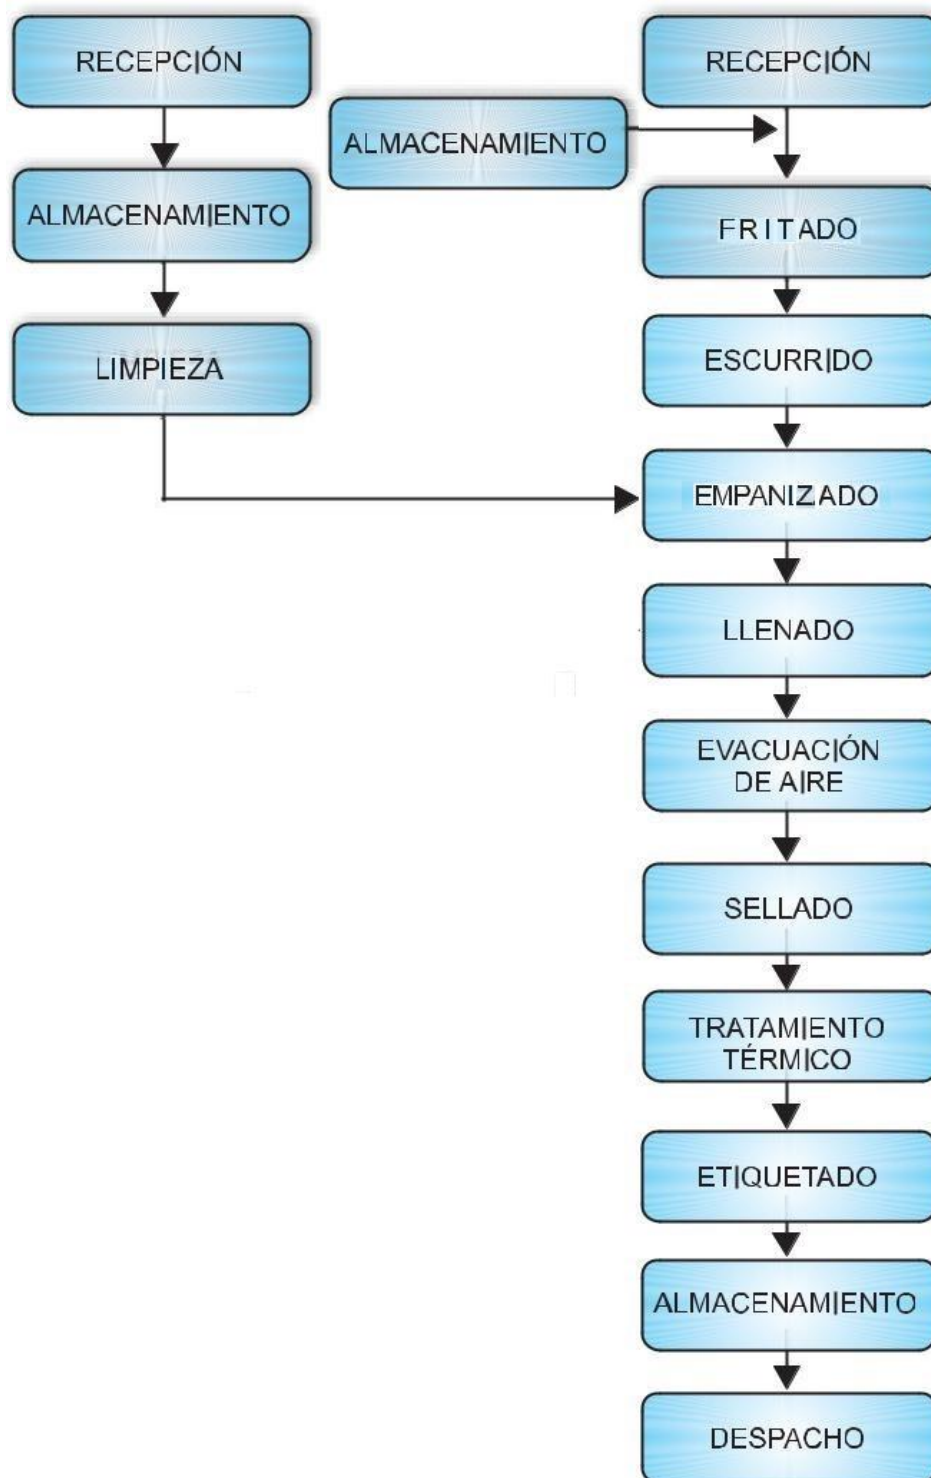 RECEPCIÓN
ALMACENAMIENTO
LIMPIEZA
ALMACENAMIENTO
RECEPCIÓN
FRITADO
ESCURRIDO
EMPANIZADO
LLENADO
EVACUACIÓN
DE AIRE
SELLADO
TRATAMIENTO
TÉRMICO
ETIQUETADO
ALMACENAMIENTO
DESPACHO